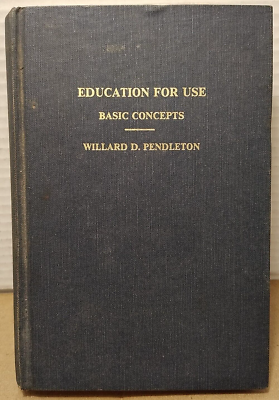 EDUCATION FOR USE
BASIC CONCEPTS
WILLARD D. PENDLETON